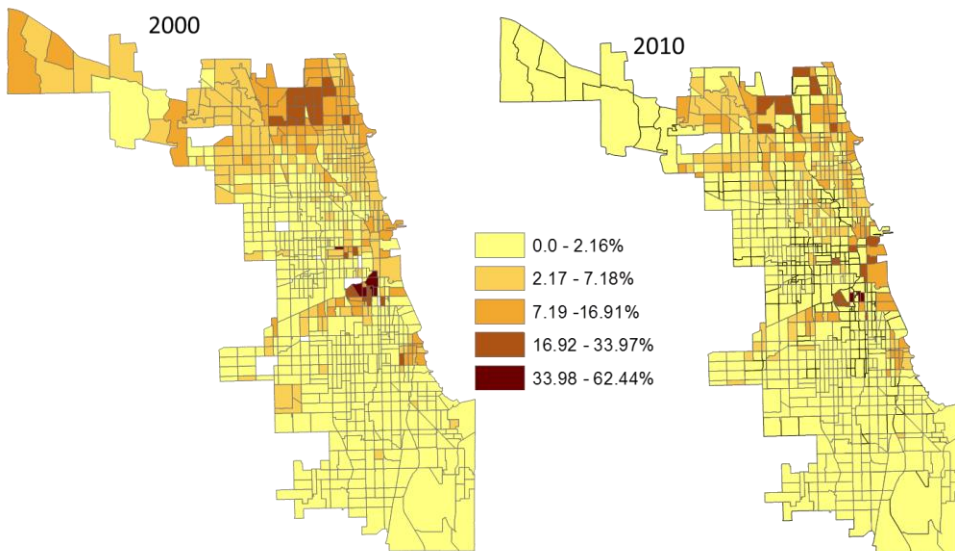 2000
2010
0.0 - 2.16%
2.17 - 7.18%
7.19 -16.91%
16.92 - 33.97%
33.98 - 62.44%